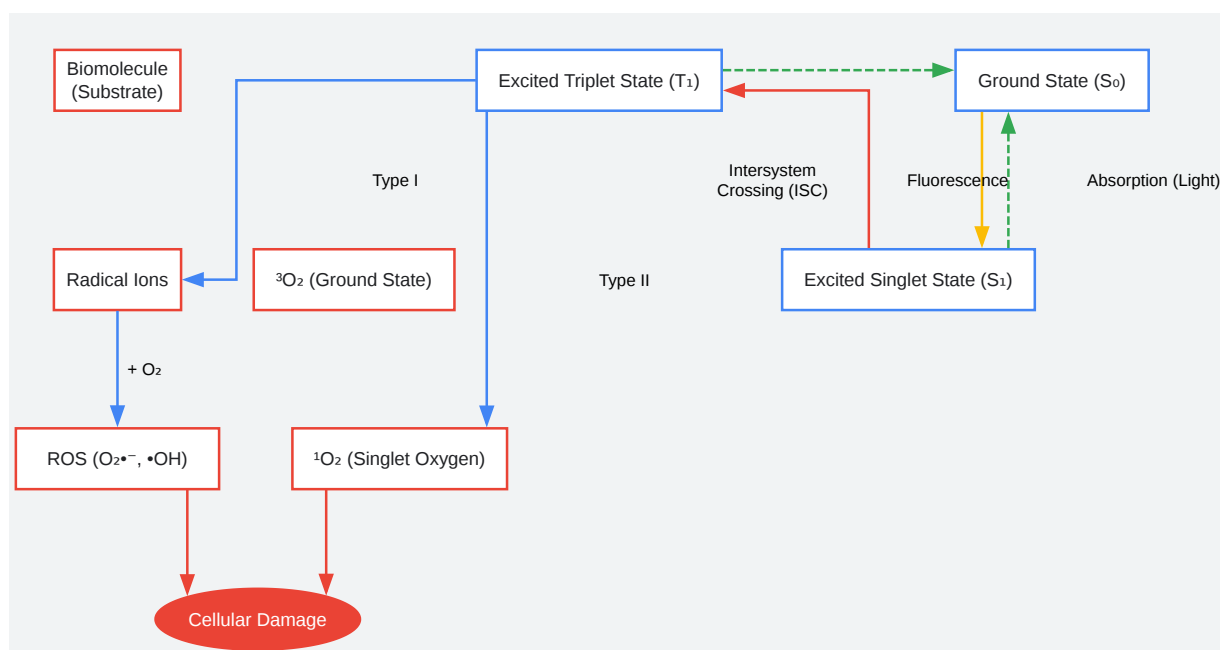 Biomolecule
(Substrate)
Excited Triplet State (T₁)
Ground State (S₀)
Type I
Intersystem
Crossing (ISC)
Fluorescence
Absorption (Light)
Radical Ions
³O₂ (Ground State)
Type II
Excited Singlet State (S₁)
+ O₂
ROS (O₂•⁻, •OH)
¹O₂ (Singlet Oxygen)
Cellular Damage